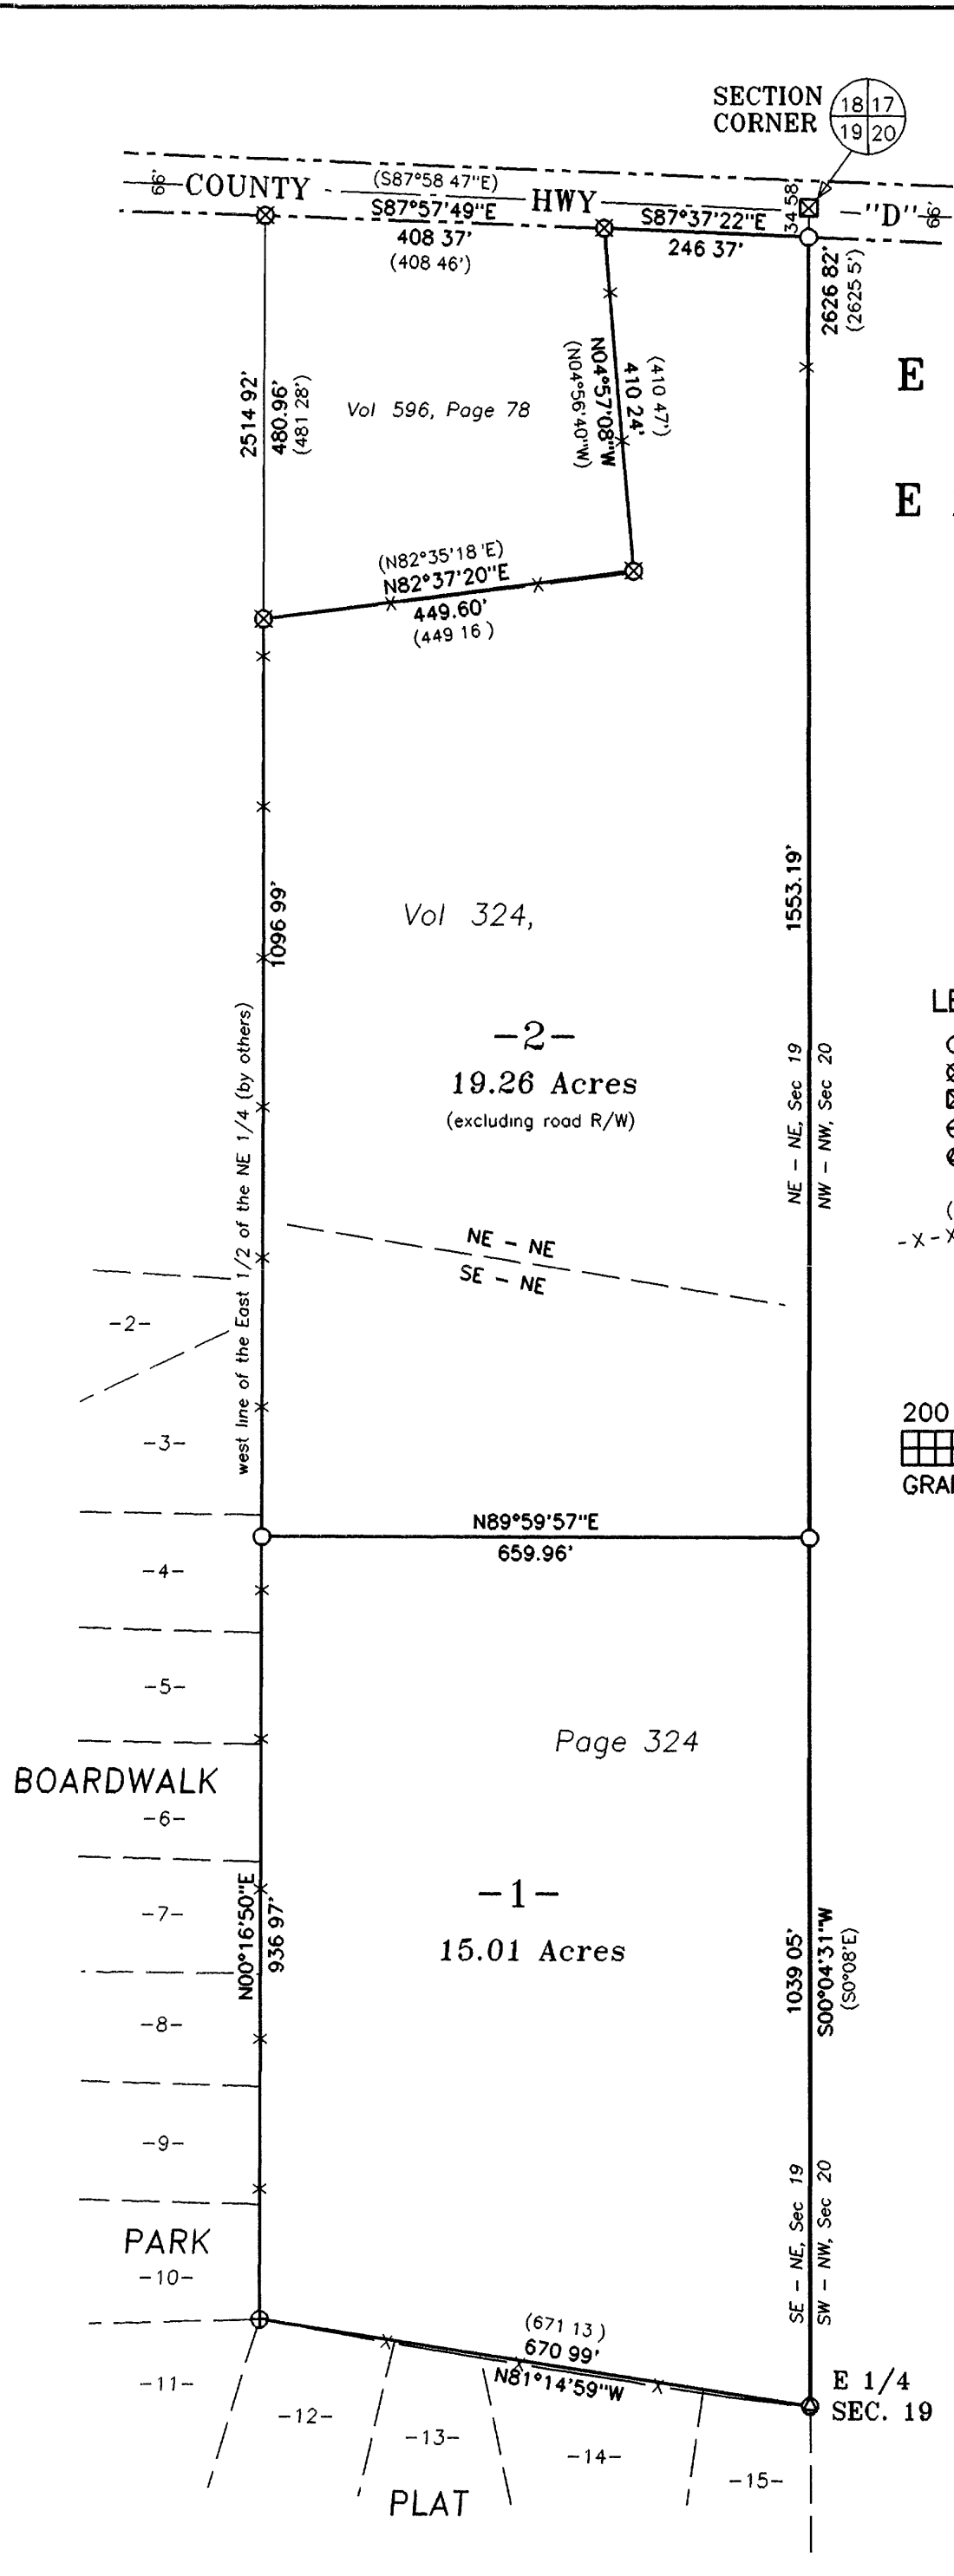 SECTION
CORNER
18 17
19 20
66'
COUNTY
(S87°58 47"E)
HWY
34 58
"D"
66'
S87°57'49"E
408 37'
(408 46')
S87°37'22"E
246 37'
2626 82'
(2625 5')
2514 92'
480.96'
(481 28')
Vol 596, Page 78
(410 47')
410 24'
N04°57'08"W
(N04°56'40"W)
E
E
(N82°35'18'E)
N82°37'20"E
449.60'
(449 16 )
1096 99'
1553.19'
Vol 324,
-2-
19.26 Acres
(excluding road R/W)
west line of the East 1/2 of the NE 1/4 (by others)
NE - NE, Sec 19
NW - NW, Sec 20
LE
(
-X-X
NE - NE
SE - NE
-2-
-3-
200
GRA
N89°59'57"E
659.96'
-4-
-5-
Page 324
BOARDWALK
-6-
-7-
N00°16'50"E
936 97'
-1-
15.01 Acres
1039 05'
S00°04'31"W
(S0°08'E)
-8-
-9-
PARK
-10-
SE - NE, Sec 19
SW - NW, Sec 20
(671 13 )
670 99'
N81°14'59"W
E 1/4
SEC. 19
-11-
-12-
-13-
-14-
-15-
PLAT